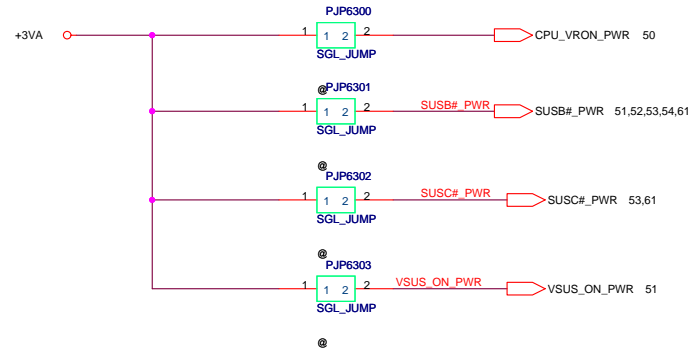 PJP6300
+3VA 1 1 2 2 CPU_VRON_PWR 50
SGL_JUMP
@PJP6301
1 1 2 2 SUSB#_PWR SUSB#_PWR 51,52,53,54,61
SGL_JUMP
@
PJP6302
1 1 2 2 SUSC#_PWR SUSC#_PWR 53,61
SGL_JUMP
@
PJP6303
1 1 2 2 VSUS_ON_PWR VSUS_ON_PWR 51
SGL_JUMP
@